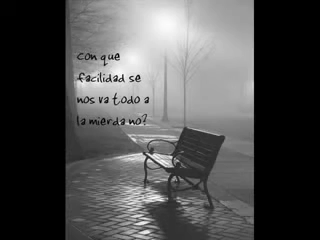 con que
facilidad se
nos va todo a
la mierda no?